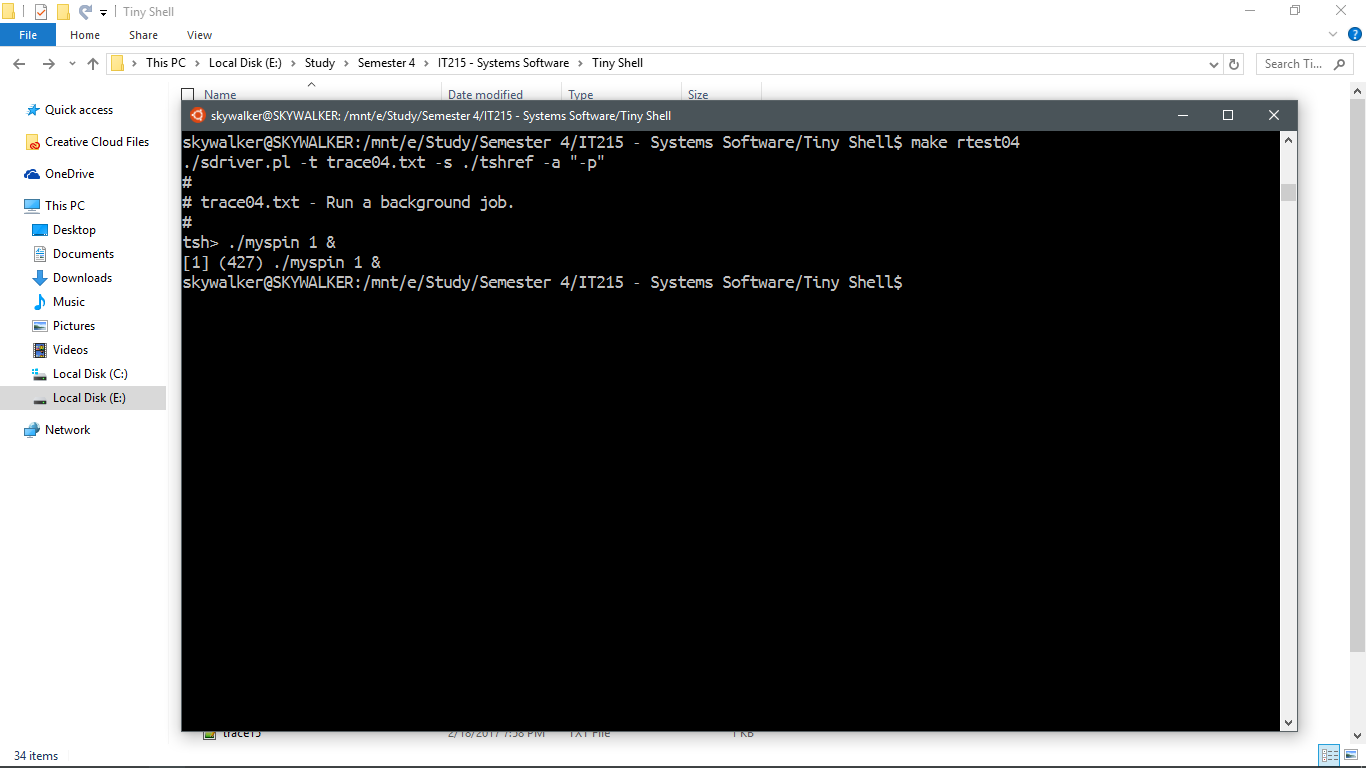 Tiny Shell
File Home Share View
This PC Local Disk (E:) Study Semester 4 IT215 - Systems Software Tiny Shell
Search Ti...
Name Date modified Type Size
Quick access
Creative Cloud Files
OneDrive
This PC
Desktop
Documents
Downloads
Music
Pictures
Videos
Local Disk (C:)
Local Disk (E:)
Network
skywalker@SKYWALKER: /mnt/e/Study/Semester 4/IT215 - Systems Software/Tiny Shell
skywalker@SKYWALKER:/mnt/e/Study/Semester 4/IT215 - Systems Software/Tiny Shell$ make rtest04
./sdriver.pl -t trace04.txt -s ./tshref -a "-p"
#
# trace04.txt - Run a background job.
#
tsh> ./myspin 1 &
[1] (427) ./myspin 1 &
skywalker@SKYWALKER:/mnt/e/Study/Semester 4/IT215 - Systems Software/Tiny Shell$
trace15 2/18/2017 7:58 PM TXT File 1 KB
34 items